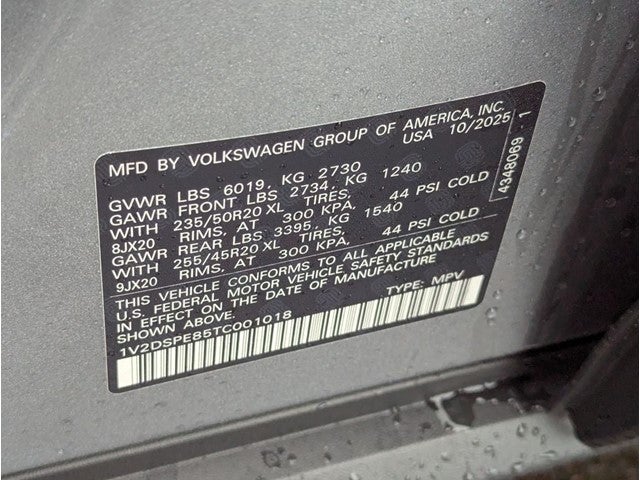 MFD BY VOLKSWAGEN GROUP OF AMERICA, INC.
USA 10/2025
GVWR LBS 6019, KG 2730
GAWR FRONT LBS 2734, KG 1240
WITH 235/50R20 XL TIRES,
8JX20 RIMS, AT 300 KPA, 44 PSI COLD
GAWR REAR LBS 3395, KG 1540
WITH 255/45R20 XL TIRES,
9JX20 RIMS, AT 300 KPA, 44 PSI COLD
THIS VEHICLE CONFORMS TO ALL APPLICABLE
U.S. FEDERAL MOTOR VEHICLE SAFETY STANDARDS
IN EFFECT ON THE DATE OF MANUFACTURE
SHOWN ABOVE.
1V2DSPE85TC001018 TYPE: MPV
4348069 1